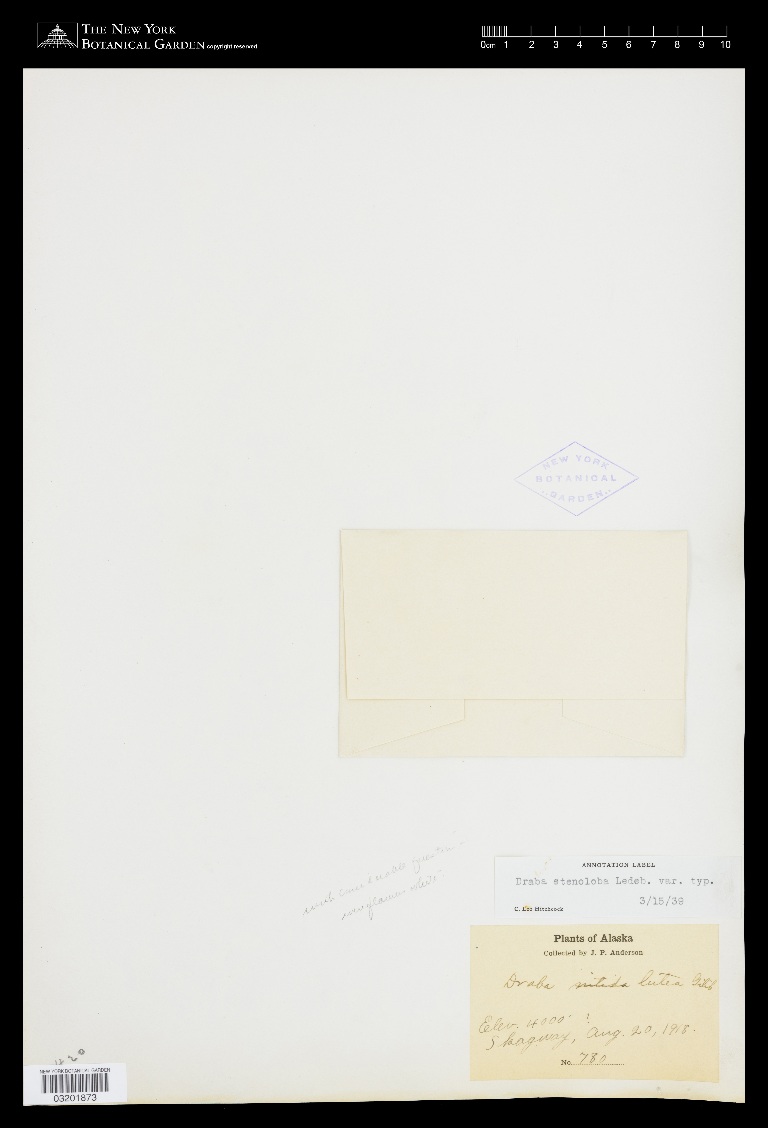 THE NEW YORK
BOTANICAL GARDEN copyright reserved
0cm 1 2 3 4 5 6 7 8 9 10
NEW YORK
BOTANICAL
GARDEN
ANNOTATION LABEL
Draba stenoloba Ledeb. var. typ.
3/15/39
C. Leo Hitchcock
Plants of Alaska
Collected by J. P. Anderson
Draba nitida lutea
Elev. 4000' ?
Skagway, Aug. 20, 1918.
No. 780
NEW YORK BOTANICAL GARDEN
03201873